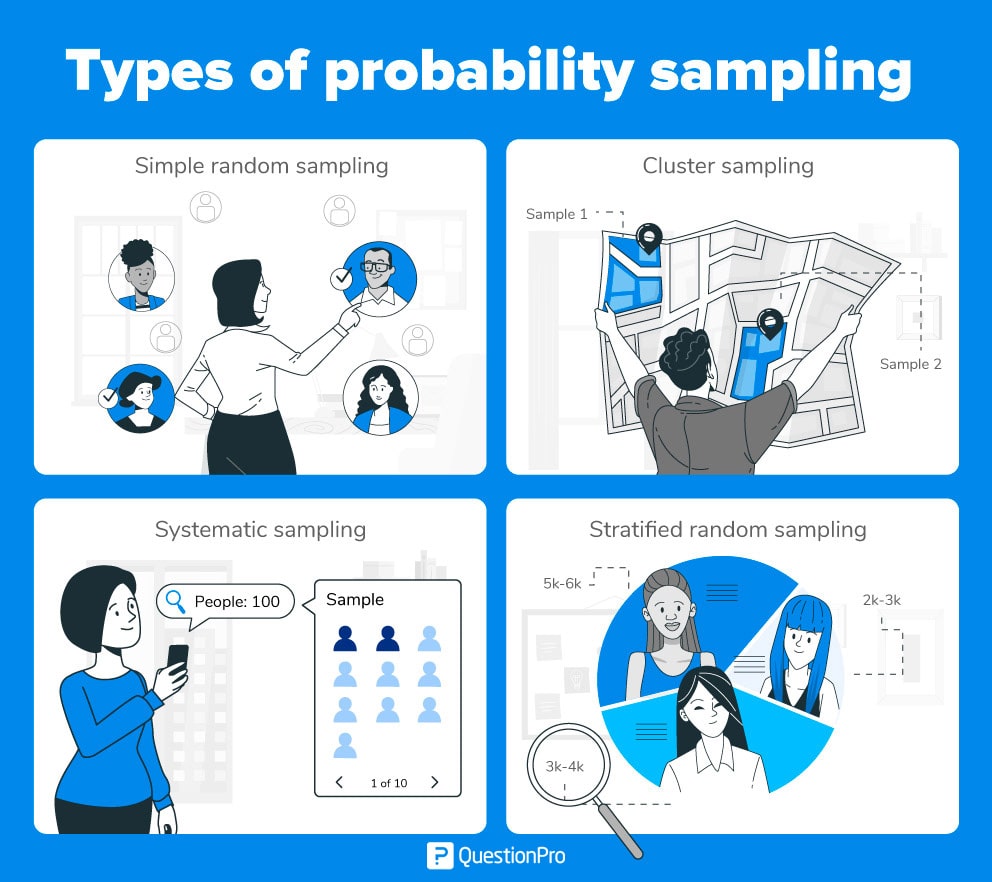 Types of probability sampling
Simple random sampling
Cluster sampling
Sample 1
Sample 2
Systematic sampling
People: 100
Sample
1 of 10
Stratified random sampling
5k-6k
2k-3k
3k-4k
QuestionPro